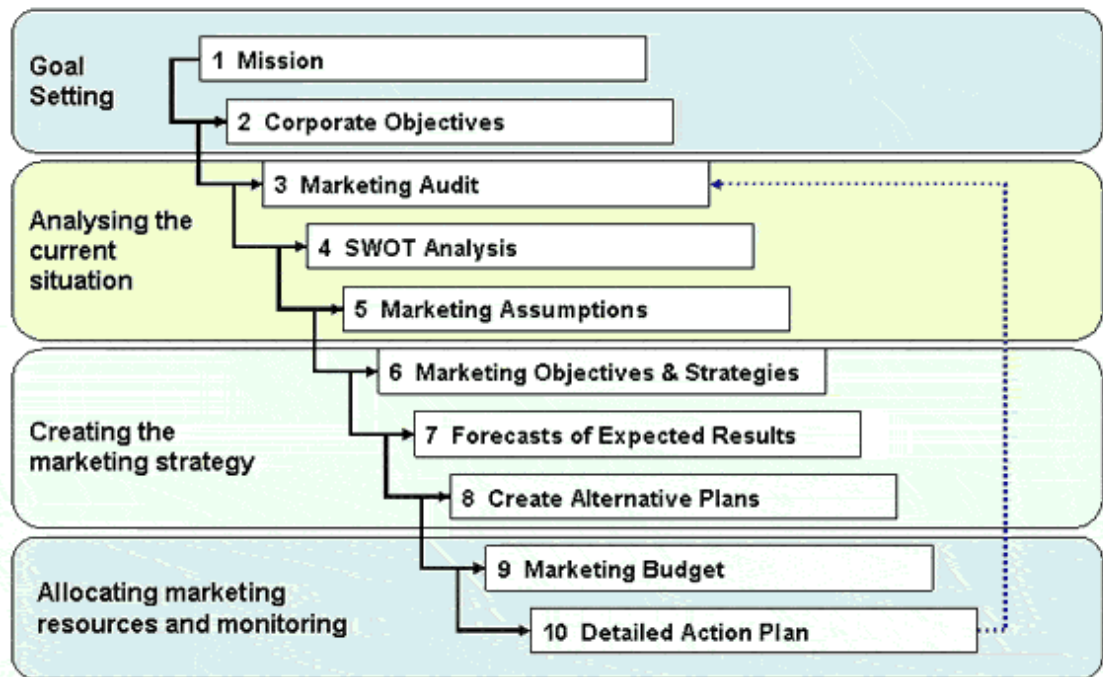 Goal
Setting
1 Mission
2 Corporate Objectives
Analysing the
current
situation
3 Marketing Audit
4 SWOT Analysis
5 Marketing Assumptions
Creating the
marketing strategy
6 Marketing Objectives & Strategies
7 Forecasts of Expected Results
8 Create Alternative Plans
Allocating marketing
resources and monitoring
9 Marketing Budget
10 Detailed Action Plan